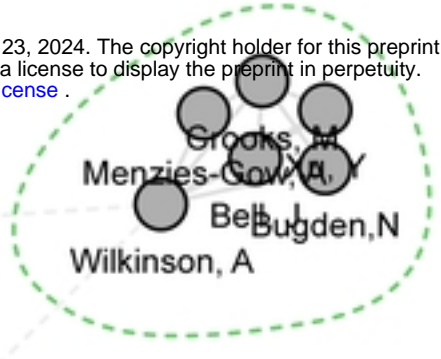 23, 2024. The copyright holder for this preprint
a license to display the preprint in perpetuity.
cense .
Crooks, M
Menzies-Gow, A
Y
Bell, J
Bugden,N
Wilkinson, A